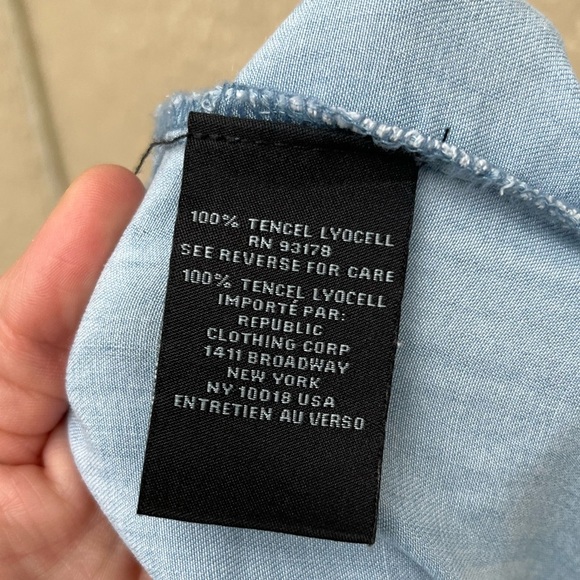 100% TENCEL LYOCELL
RN 93178
SEE REVERSE FOR CARE
100% TENCEL LYOCELL
IMPORTÉ PAR:
REPUBLIC
CLOTHING CORP
1411 BROADWAY
NEW YORK
NY 10018 USA
ENTRETIEN AU VERSO